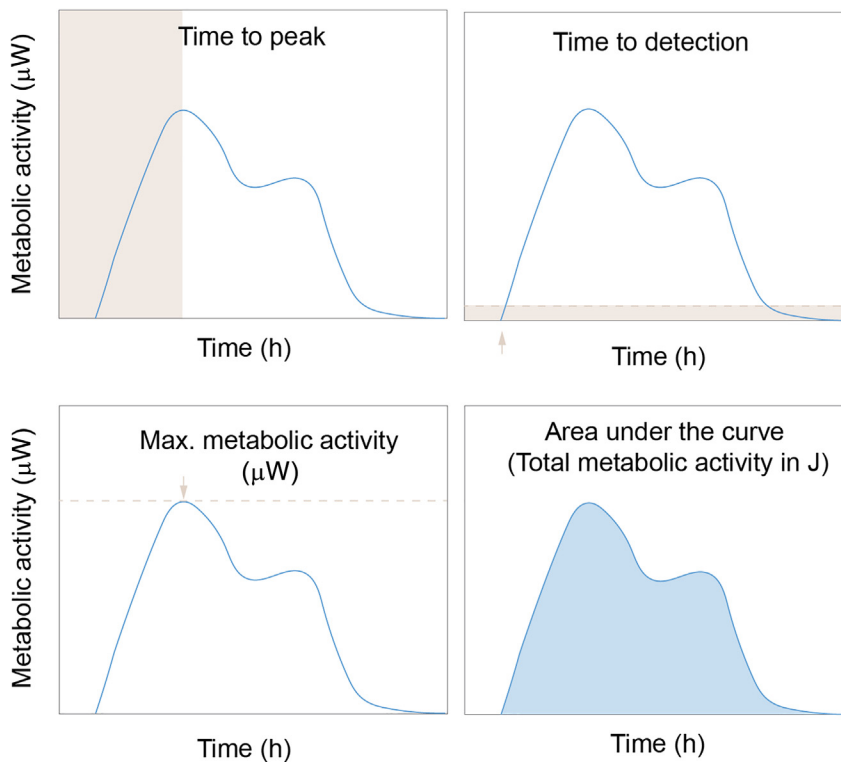 Time to peak
Metabolic activity (μW)
Time (h)
Time to detection
Time (h)
Max. metabolic activity
(μW)
Metabolic activity (μW)
Time (h)
Area under the curve
(Total metabolic activity in J)
Time (h)